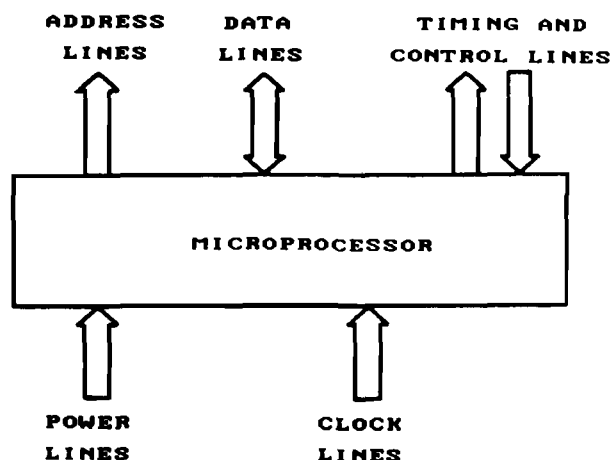 ADDRESS LINES
DATA LINES
TIMING AND CONTROL LINES
MICROPROCESSOR
POWER LINES
CLOCK LINES